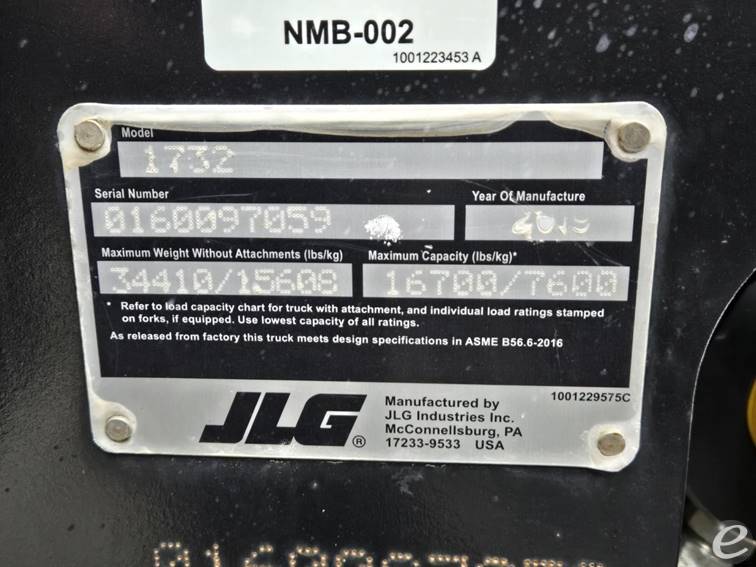 NMB-002
1001223453 A
Model
1732
Serial Number
0160097059
Year Of Manufacture
Maximum Weight Without Attachments (lbs/kg)
34410/15608
Maximum Capacity (lbs/kg)*
16700/7600
* Refer to load capacity chart for truck with attachment, and individual load ratings stamped
on forks, if equipped. Use lowest capacity of all ratings.
As released from factory this truck meets design specifications in ASME B56.6-2016
1001229575C
JLG®
Manufactured by
JLG Industries Inc.
McConnellsburg, PA
17233-9533 USA
e